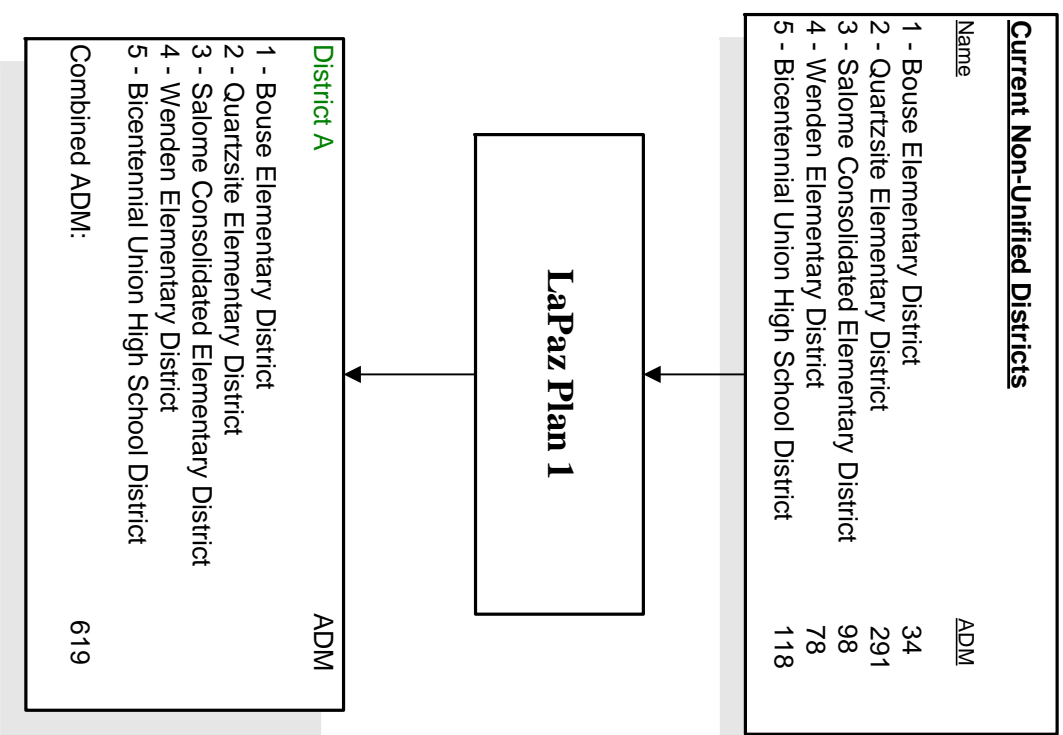 Current Non-Unified Districts
Name ADM
1 - Bouse Elementary District 34
2 - Quartzsite Elementary District 291
3 - Salome Consolidated Elementary District 98
4 - Wenden Elementary District 78
5 - Bicentennial Union High School District 118
LaPaz Plan 1
District A ADM
1 - Bouse Elementary District
2 - Quartzsite Elementary District
3 - Salome Consolidated Elementary District
4 - Wenden Elementary District
5 - Bicentennial Union High School District
Combined ADM: 619